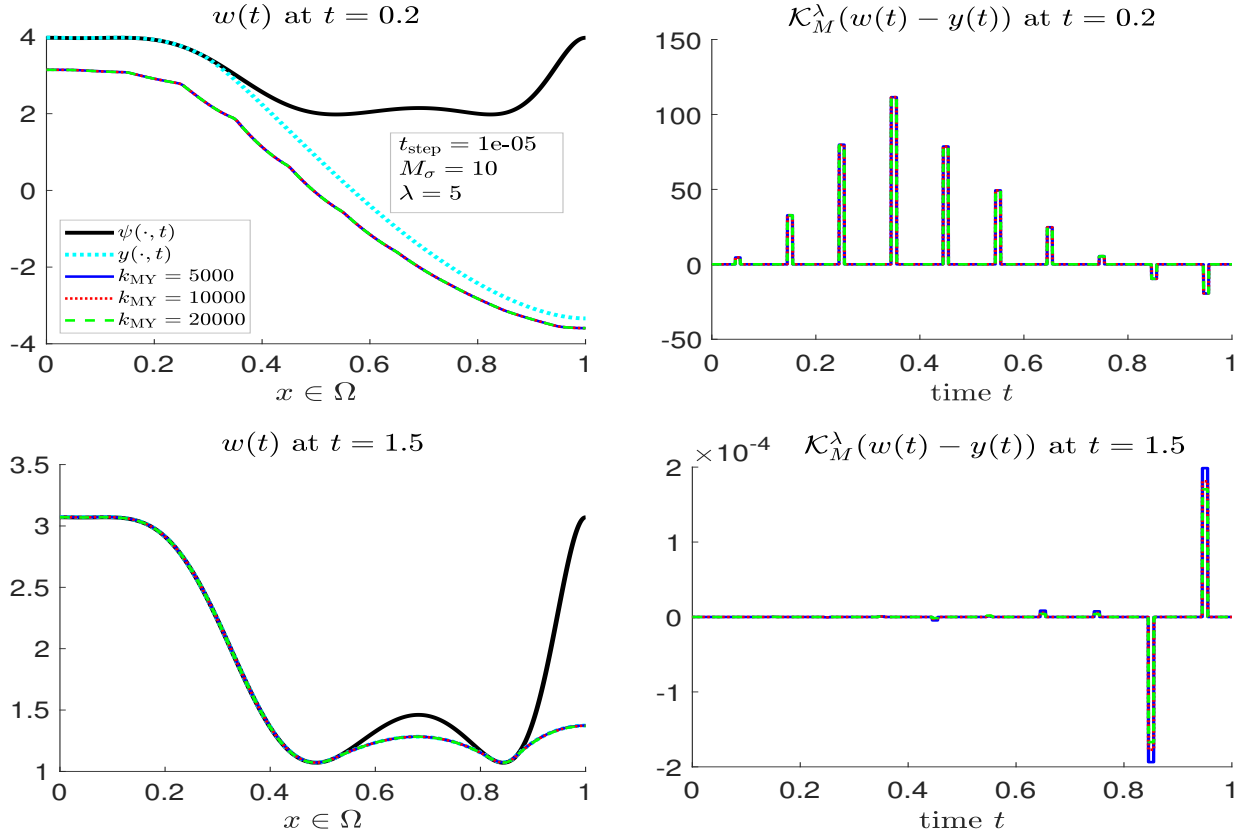 w(t) at t = 0.2
4
2
0
-2
-4
0
0.2
0.4
0.6
0.8
1
x ∈ Ω
t_step = 1e-05
M_σ = 10
λ = 5
ψ(·, t)
y(·, t)
k_MY = 5000
k_MY = 10000
k_MY = 20000
𝒦_M^λ(w(t) − y(t)) at t = 0.2
150
100
50
0
-50
0
0.2
0.4
0.6
0.8
1
time t
w(t) at t = 1.5
3.5
3
2.5
2
1.5
1
0
0.2
0.4
0.6
0.8
1
x ∈ Ω
𝒦_M^λ(w(t) − y(t)) at t = 1.5
×10^-4
2
1
0
-1
-2
0
0.2
0.4
0.6
0.8
1
time t